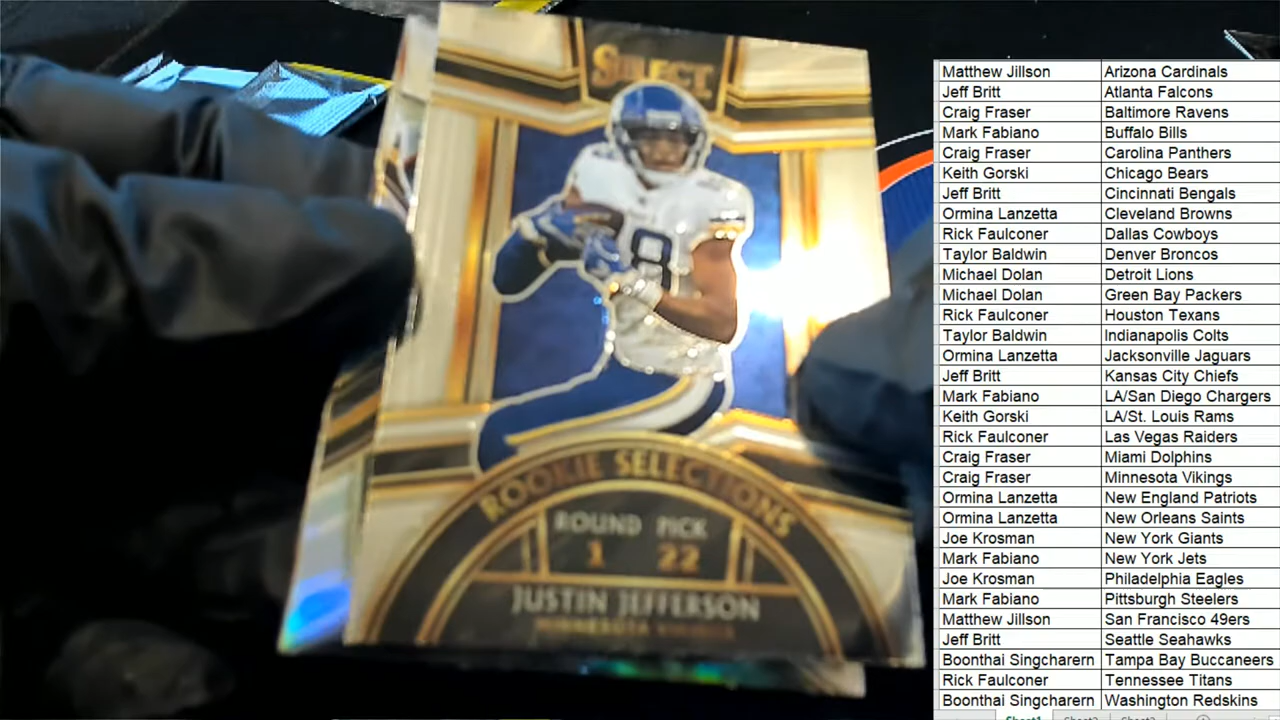 SELECT
8
ROOKIE SELECTIONS
ROUND PICK
1 22
JUSTIN JEFFERSON
MINNESOTA VIKINGS
Matthew Jillson Arizona Cardinals
Jeff Britt Atlanta Falcons
Craig Fraser Baltimore Ravens
Mark Fabiano Buffalo Bills
Craig Fraser Carolina Panthers
Keith Gorski Chicago Bears
Jeff Britt Cincinnati Bengals
Ormina Lanzetta Cleveland Browns
Rick Faulconer Dallas Cowboys
Taylor Baldwin Denver Broncos
Michael Dolan Detroit Lions
Michael Dolan Green Bay Packers
Rick Faulconer Houston Texans
Taylor Baldwin Indianapolis Colts
Ormina Lanzetta Jacksonville Jaguars
Jeff Britt Kansas City Chiefs
Mark Fabiano LA/San Diego Chargers
Keith Gorski LA/St. Louis Rams
Rick Faulconer Las Vegas Raiders
Craig Fraser Miami Dolphins
Craig Fraser Minnesota Vikings
Ormina Lanzetta New England Patriots
Ormina Lanzetta New Orleans Saints
Joe Krosman New York Giants
Mark Fabiano New York Jets
Joe Krosman Philadelphia Eagles
Mark Fabiano Pittsburgh Steelers
Matthew Jillson San Francisco 49ers
Jeff Britt Seattle Seahawks
Boonthai Singcharern Tampa Bay Buccaneers
Rick Faulconer Tennessee Titans
Boonthai Singcharern Washington Redskins
Sheet1 Sheet2 Sheet3